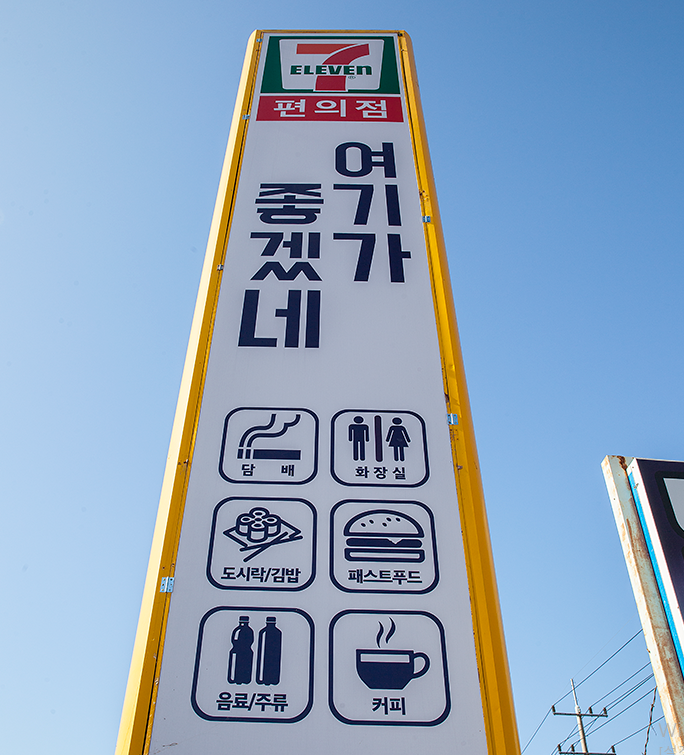 7
ELEVEN
®
편의점
여기가
좋겠네
담 배
화장실
도시락/김밥
패스트푸드
음료/주류
커피